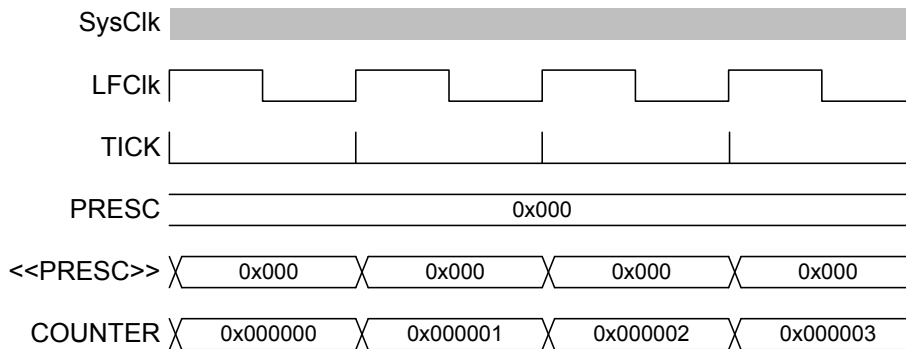 SysClk
LFClk
TICK
PRESC 0x000
<<PRESC>> 0x000 0x000 0x000 0x000
COUNTER 0x000000 0x000001 0x000002 0x000003